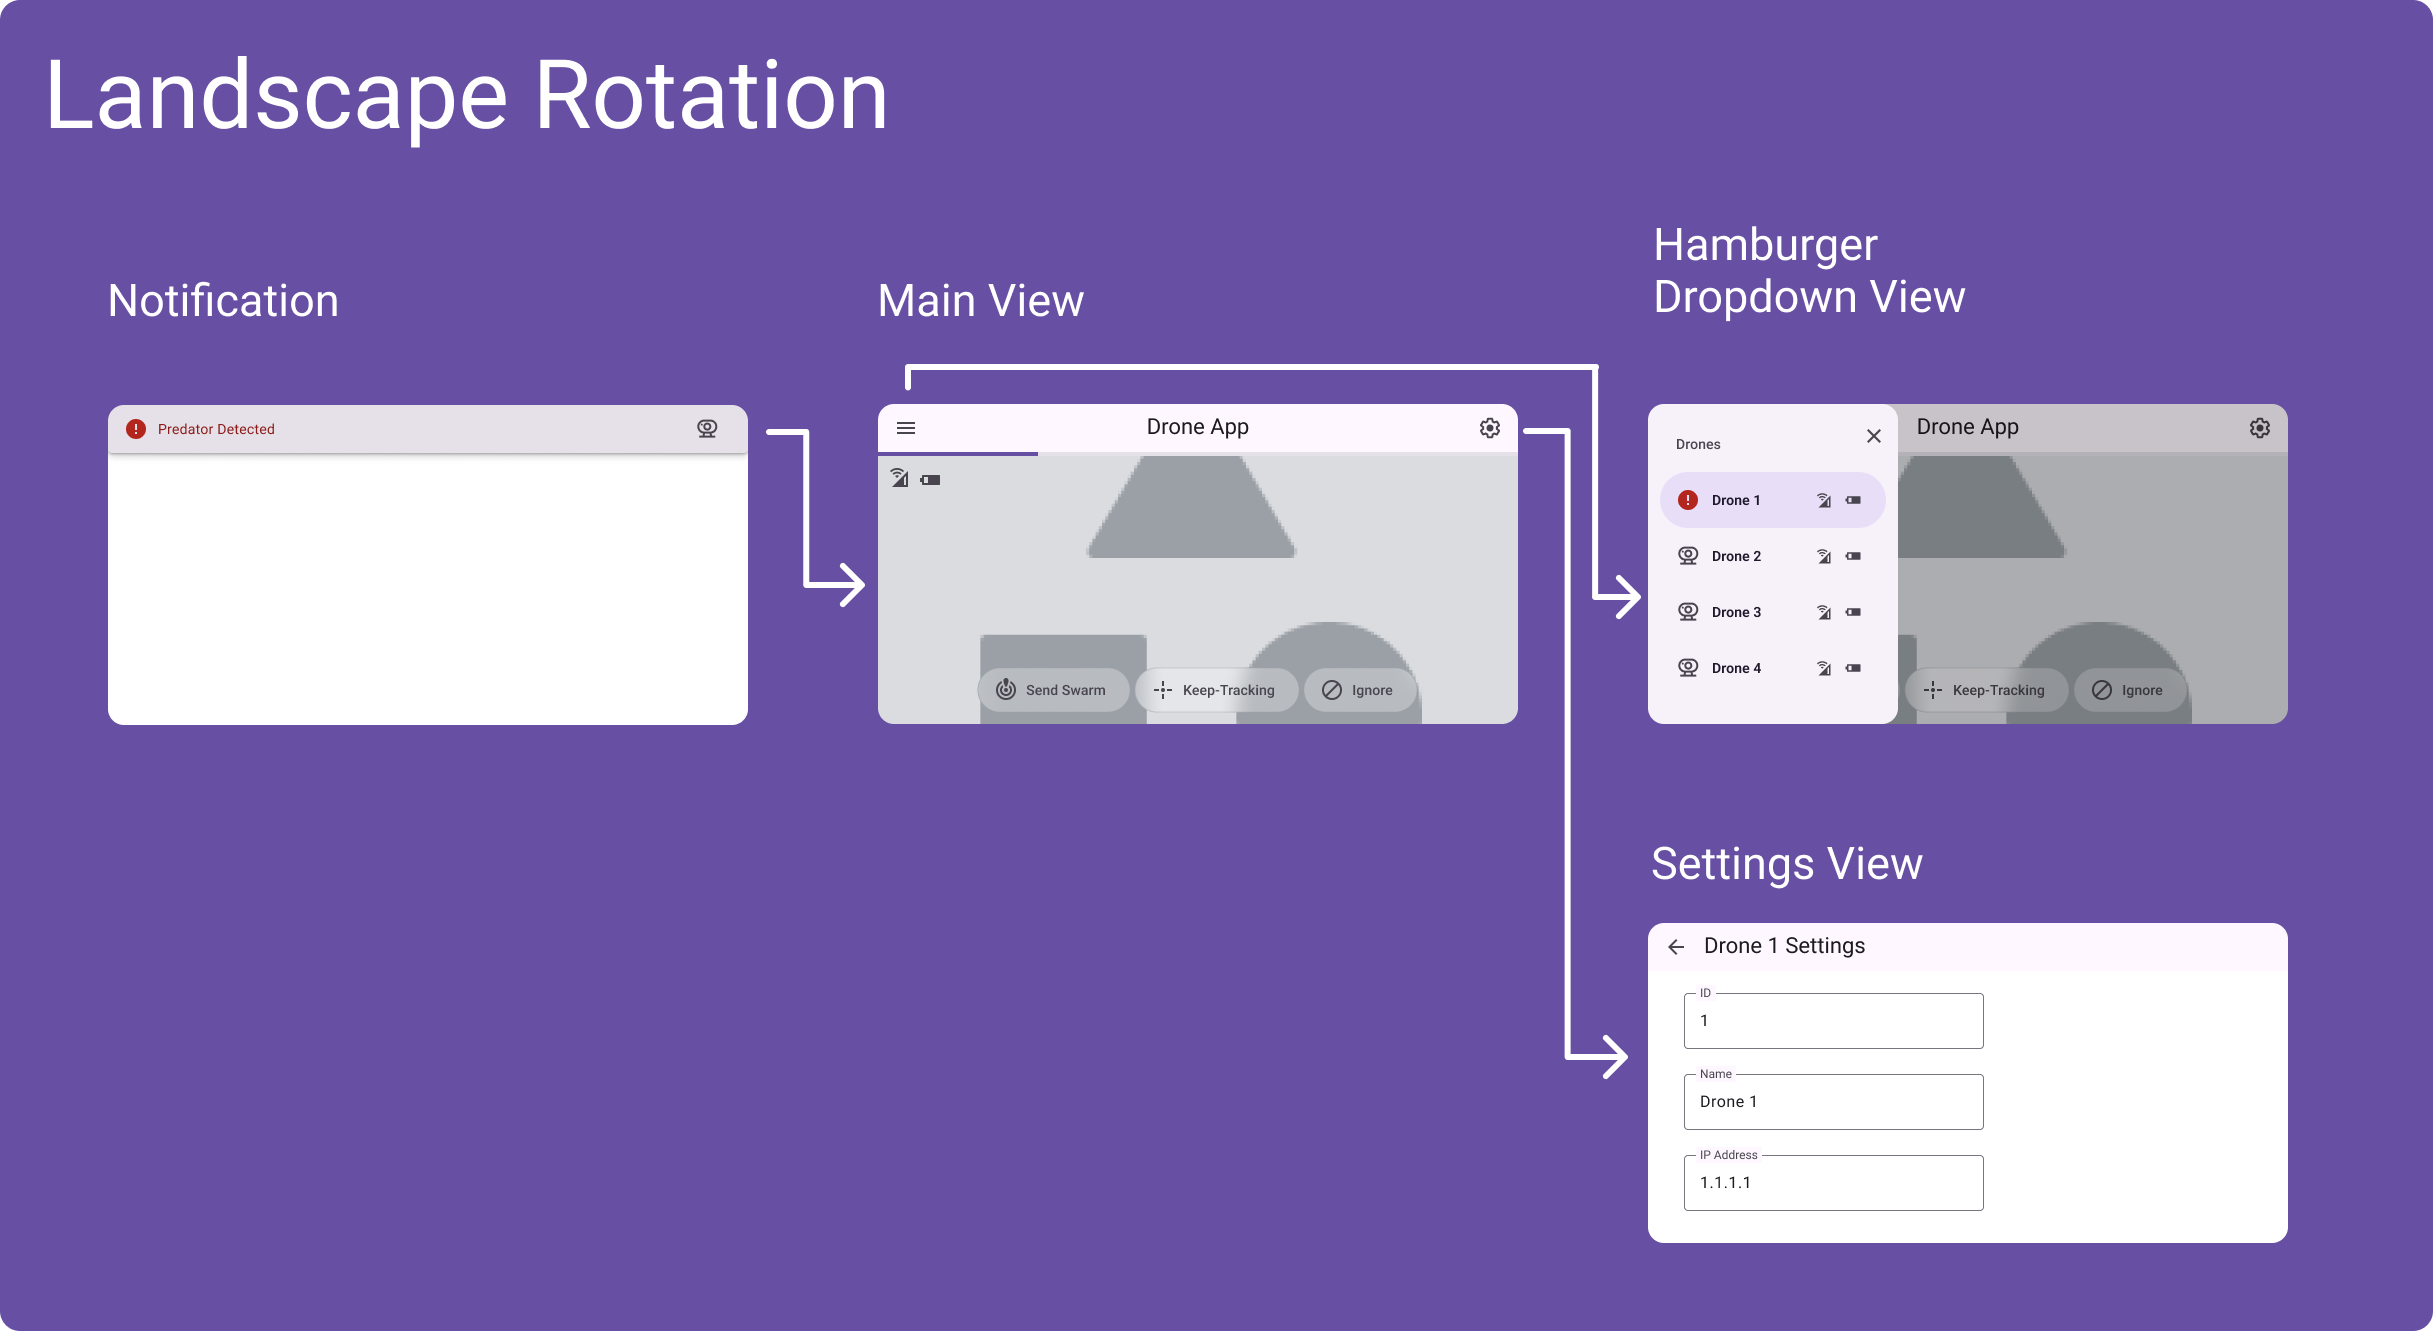 Landscape Rotation
Notification
Predator Detected
Main View
Drone App
Send Swarm
Keep-Tracking
Ignore
Hamburger
Dropdown View
Drones
Drone 1
Drone 2
Drone 3
Drone 4
Drone App
Keep-Tracking
Ignore
Settings View
Drone 1 Settings
ID
1
Name
Drone 1
IP Address
1.1.1.1